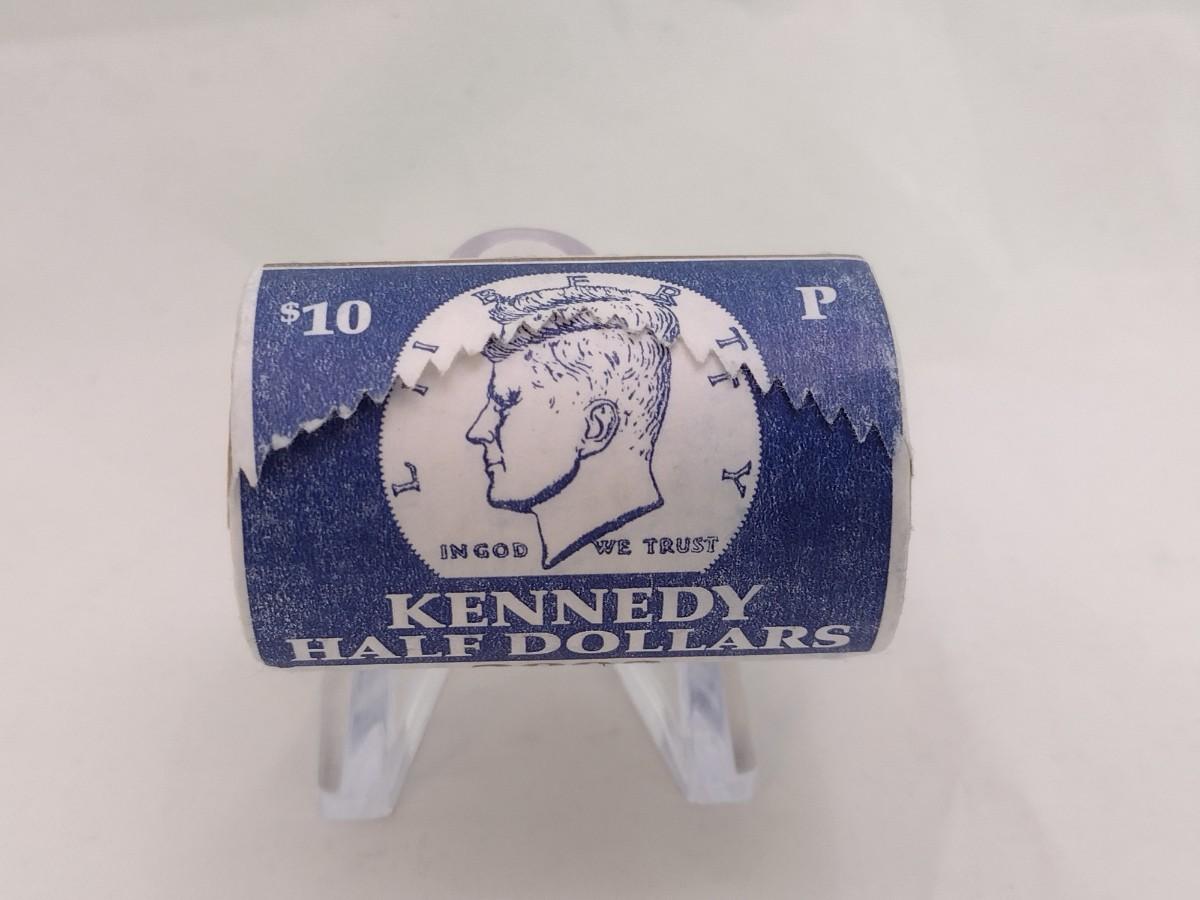 $10
P
LIBERTY
IN GOD WE TRUST
KENNEDY
HALF DOLLARS